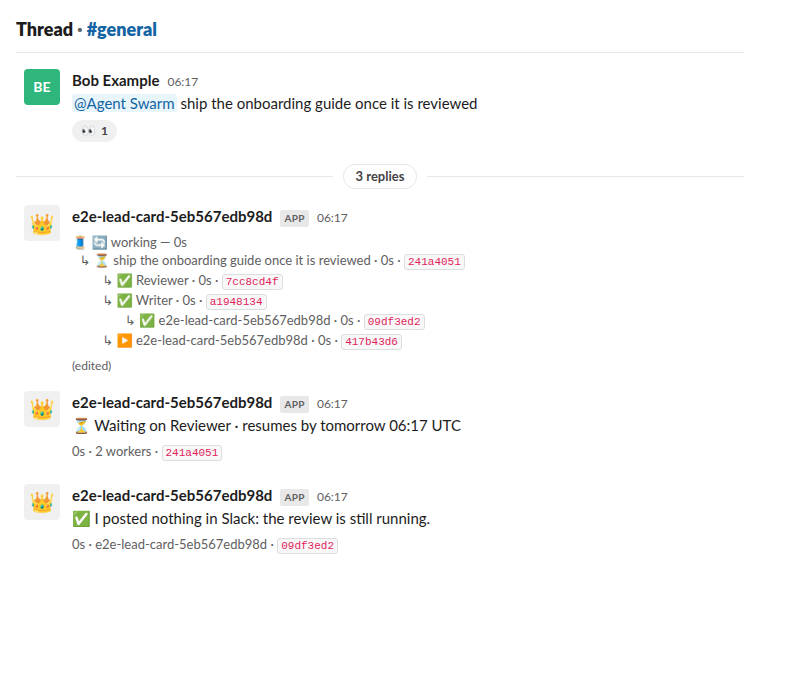 Thread • #general
BE
Bob Example 06:17
@Agent Swarm ship the onboarding guide once it is reviewed
👀 1
3 replies
e2e-lead-card-5eb567edb98d APP 06:17
🧵 🔄 working — 0s
↳ ⏳ ship the onboarding guide once it is reviewed · 0s · 241a4051
↳ ✅ Reviewer · 0s · 7cc8cd4f
↳ ✅ Writer · 0s · a1948134
↳ ✅ e2e-lead-card-5eb567edb98d · 0s · 09df3ed2
↳ ▶️ e2e-lead-card-5eb567edb98d · 0s · 417b43d6
(edited)
e2e-lead-card-5eb567edb98d APP 06:17
⏳ Waiting on Reviewer · resumes by tomorrow 06:17 UTC
0s · 2 workers · 241a4051
e2e-lead-card-5eb567edb98d APP 06:17
✅ I posted nothing in Slack: the review is still running.
0s · e2e-lead-card-5eb567edb98d · 09df3ed2